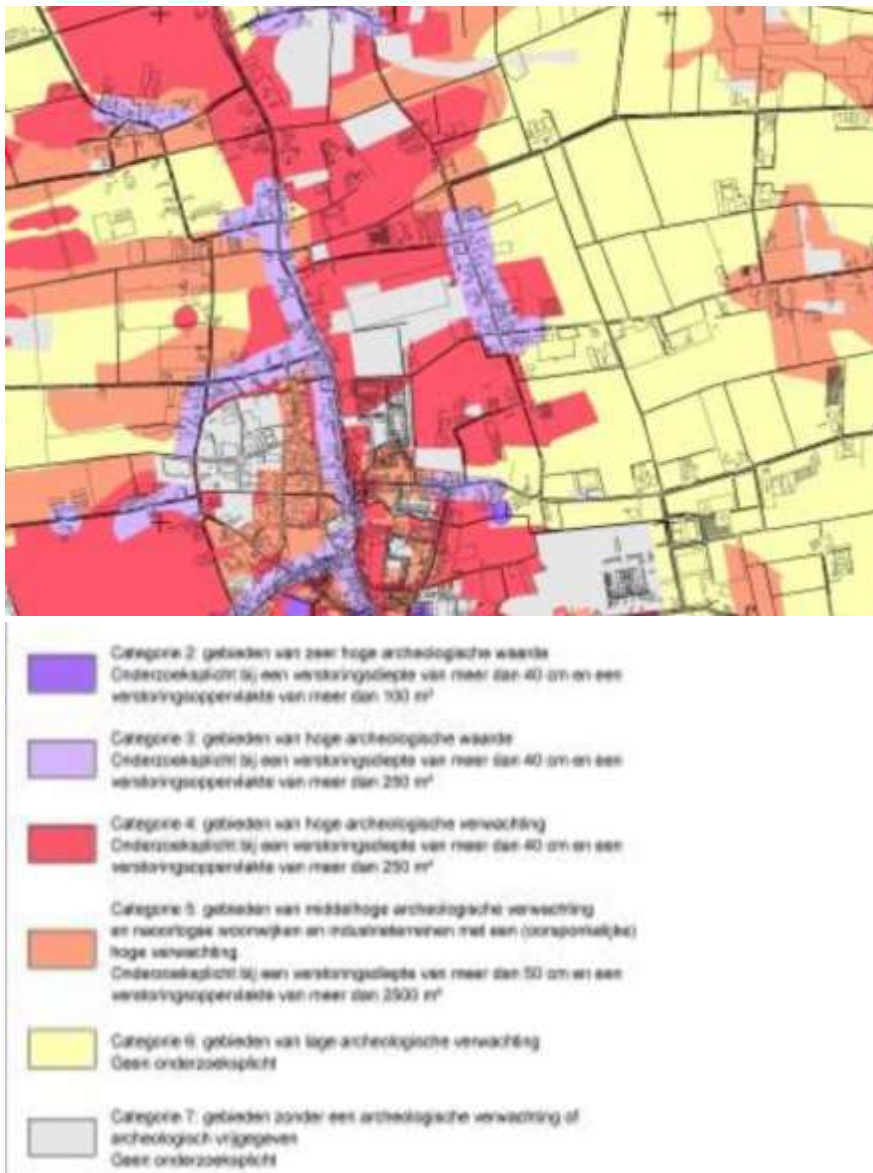 Categorie 2: gebieden van zeer hoge archeologische waarde
Onderzoeksplicht bij een verstoringsdiepte van meer dan 40 cm en een
verstoringsoppervlakte van meer dan 100 m²
Categorie 3: gebieden van hoge archeologische waarde
Onderzoeksplicht bij een verstoringsdiepte van meer dan 40 cm en een
verstoringsoppervlakte van meer dan 250 m²
Categorie 4: gebieden van hoge archeologische verwachting
Onderzoeksplicht bij een verstoringsdiepte van meer dan 40 cm en een
verstoringsoppervlakte van meer dan 250 m²
Categorie 5: gebieden van middelhoge archeologische verwachting
en naoorlogse woonwijken en industrieterreinen met een (oorspronkelijke)
hoge verwachting.
Onderzoeksplicht bij een verstoringsdiepte van meer dan 50 cm en een
verstoringsoppervlakte van meer dan 2500 m²
Categorie 6: gebieden van lage archeologische verwachting
Geen onderzoeksplicht
Categorie 7: gebieden zonder een archeologische verwachting of
archeologisch vrijgegeven
Geen onderzoeksplicht